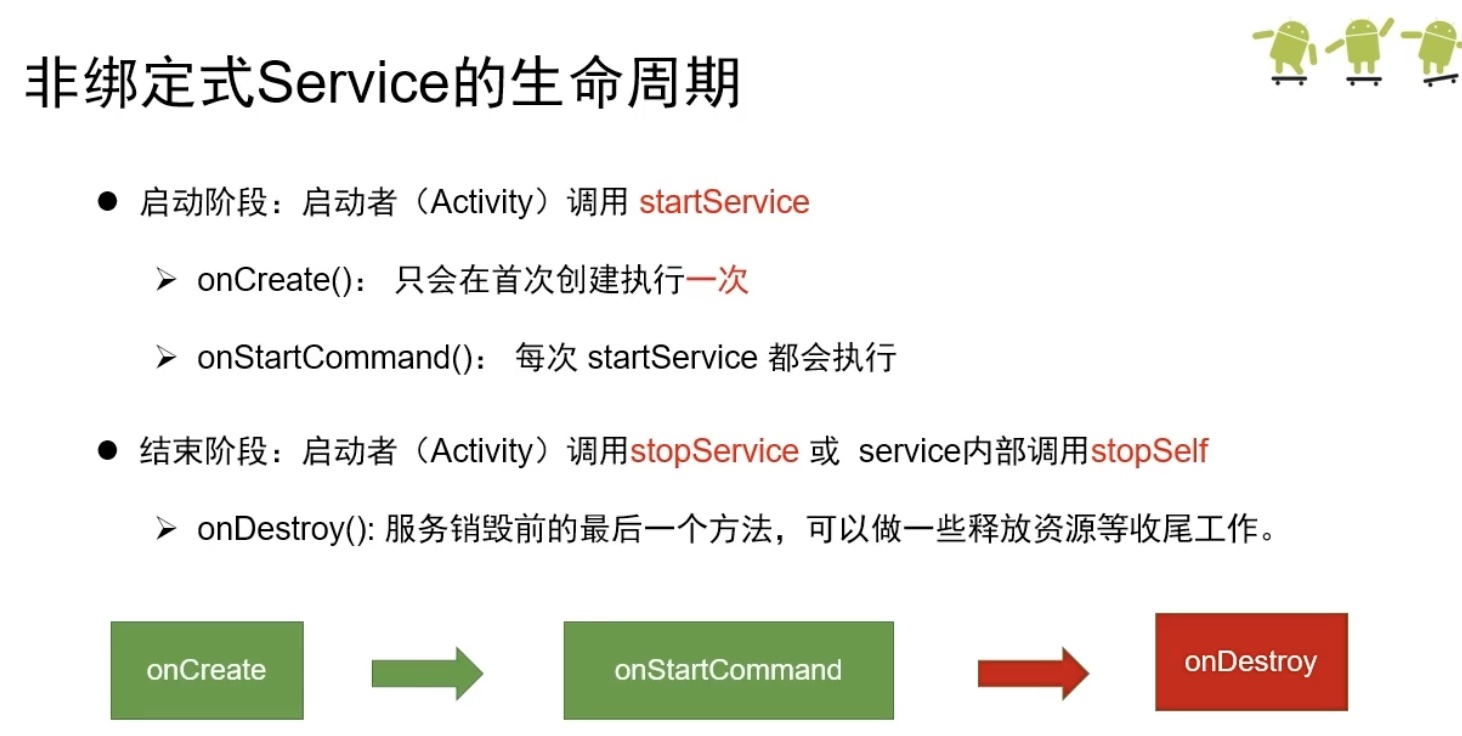 非绑定式Service的生命周期
● 启动阶段：启动者（Activity）调用 startService
➢ onCreate()： 只会在首次创建执行一次
➢ onStartCommand()： 每次 startService 都会执行
● 结束阶段：启动者（Activity）调用stopService 或 service内部调用stopSelf
➢ onDestroy(): 服务销毁前的最后一个方法，可以做一些释放资源等收尾工作。
onCreate
onStartCommand
onDestroy